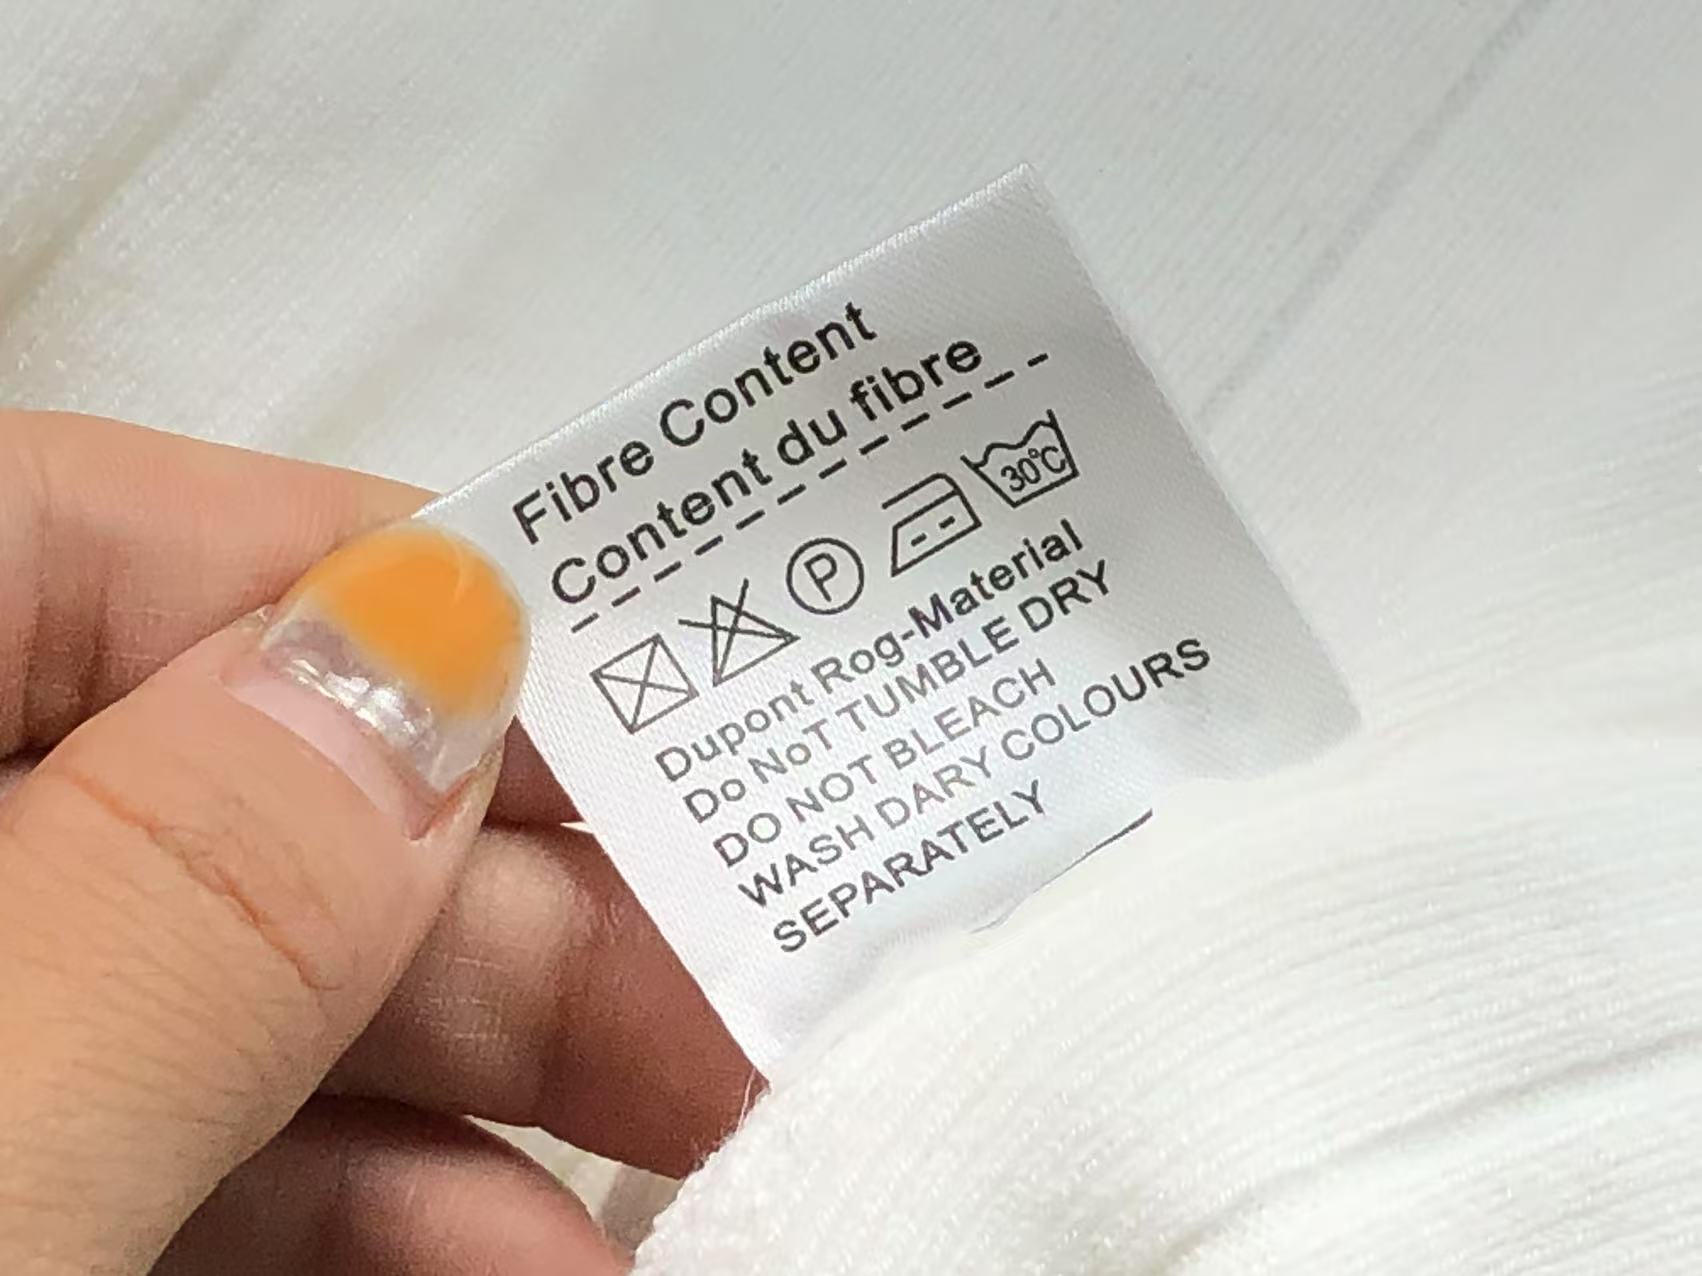 Fibre Content
Content du fibre
P
30°C
Dupont Rog-Material
Do NoT TUMBLE DRY
DO NOT BLEACH
WASH DARY COLOURS
SEPARATELY